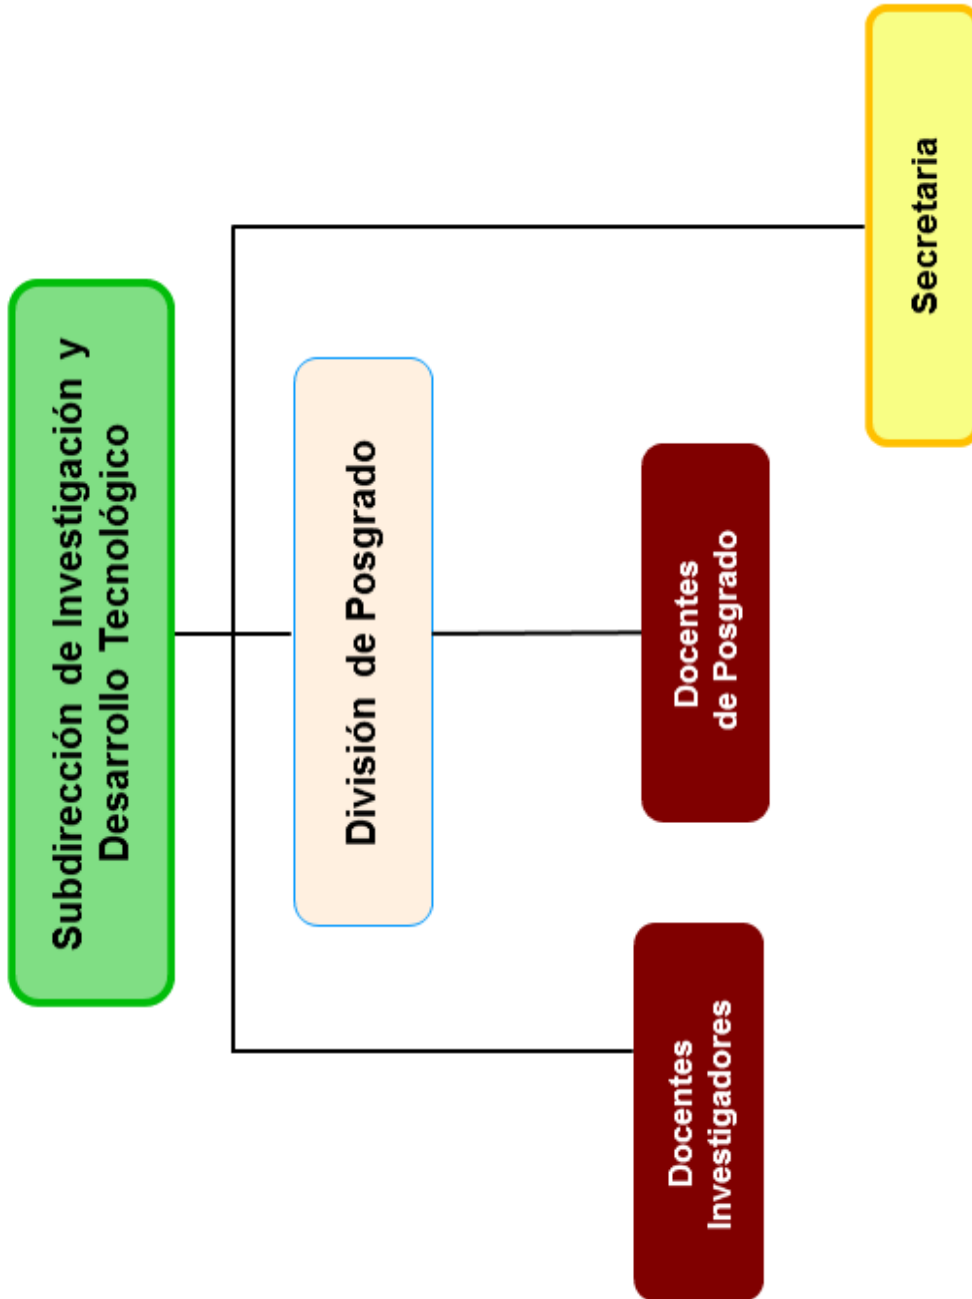 Subdirección de Investigación y
Desarrollo Tecnológico
División de Posgrado
Docentes
Investigadores
Docentes
de Posgrado
Secretaria